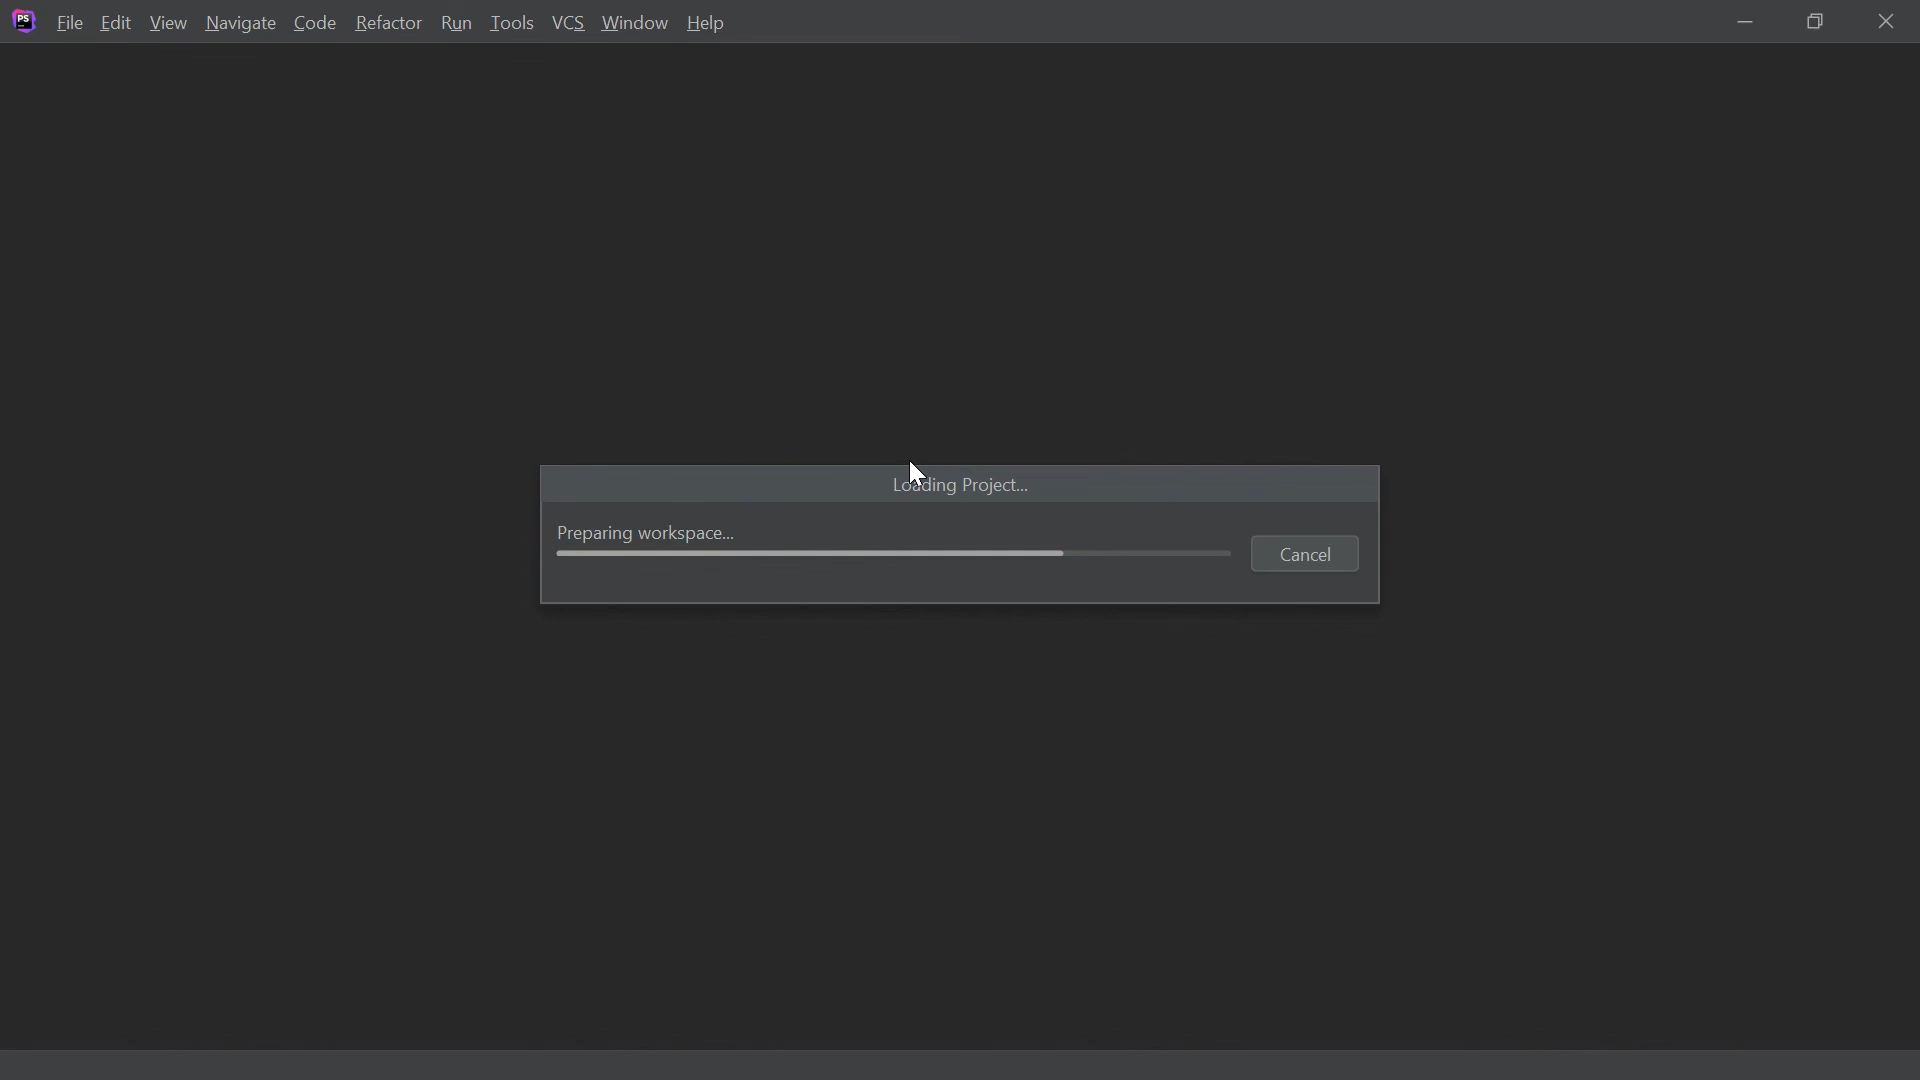 PS
File Edit View Navigate Code Refactor Run Tools VCS Window Help
Loading Project...
Preparing workspace...
Cancel